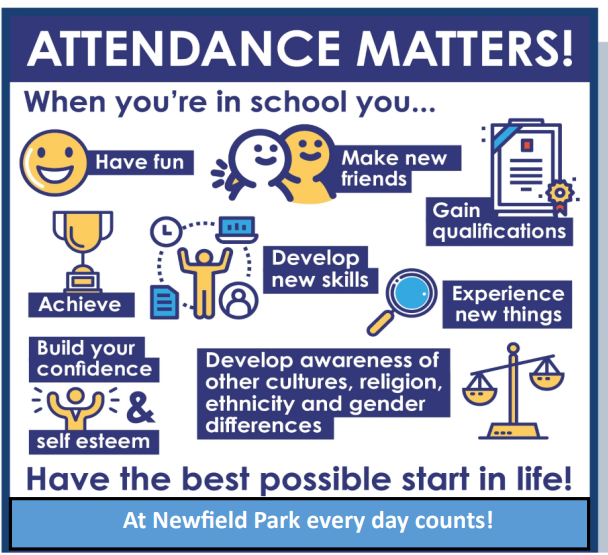 ATTENDANCE MATTERS!
When you're in school you...
Have fun
Make new
friends
Gain
qualifications
Achieve
Develop
new skills
Experience
new things
Build your
confidence
&
self esteem
Develop awareness of
other cultures, religion,
ethnicity and gender
differences
Have the best possible start in life!
At Newfield Park every day counts!